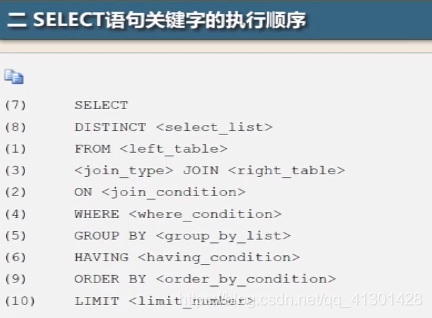 二 SELECT语句关键字的执行顺序
(7) SELECT
(8) DISTINCT <select_list>
(1) FROM <left_table>
(3) <join_type> JOIN <right_table>
(2) ON <join_condition>
(4) WHERE <where_condition>
(5) GROUP BY <group_by_list>
(6) HAVING <having_condition>
(9) ORDER BY <order_by_condition>
(10) LIMIT <limit_number>
https://blog.csdn.net/qq_41301428